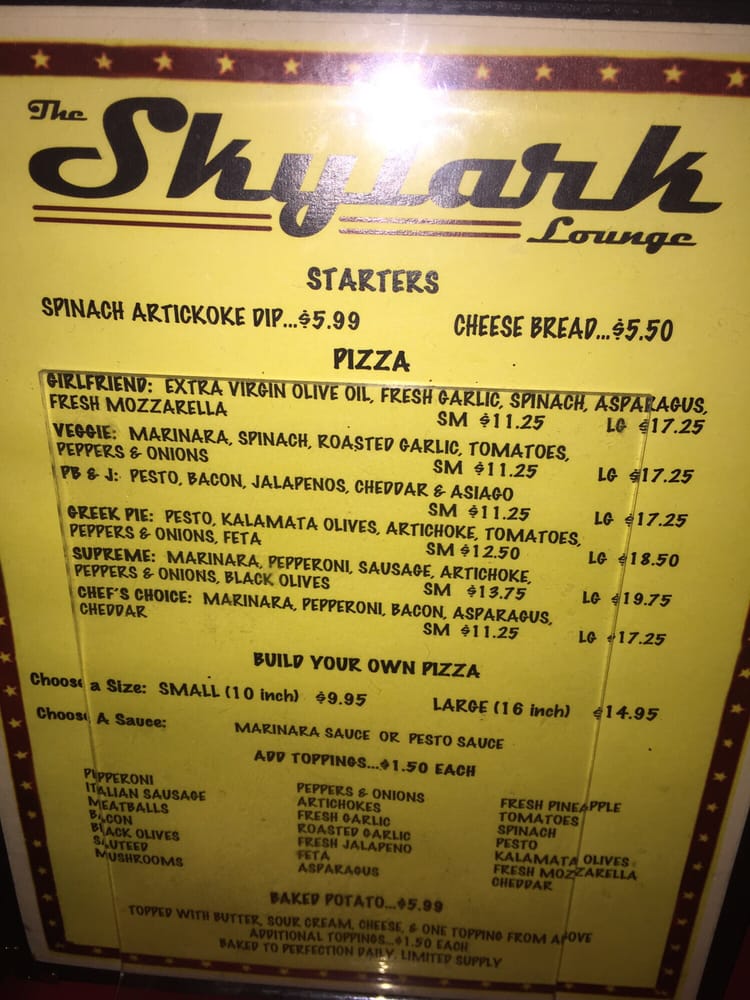 The
Skylark
Lounge
STARTERS
SPINACH ARTICKOKE DIP...$5.99 CHEESE BREAD...$5.50
PIZZA
GIRLFRIEND: EXTRA VIRGIN OLIVE OIL, FRESH GARLIC, SPINACH, ASPARAGUS,
FRESH MOZZARELLA SM $11.25 LG $17.25
VEGGIE: MARINARA, SPINACH, ROASTED GARLIC, TOMATOES,
PEPPERS & ONIONS SM $11.25 LG $17.25
PB & J: PESTO, BACON, JALAPENOS, CHEDDAR & ASIAGO
SM $11.25 LG $17.25
GREEK PIE: PESTO, KALAMATA OLIVES, ARTICHOKE, TOMATOES,
PEPPERS & ONIONS, FETA SM $12.50 LG $18.50
SUPREME: MARINARA, PEPPERONI, SAUSAGE, ARTICHOKE,
PEPPERS & ONIONS, BLACK OLIVES SM $13.75 LG $19.75
CHEF'S CHOICE: MARINARA, PEPPERONI, BACON, ASPARAGUS,
CHEDDAR SM $11.25 LG $17.25
BUILD YOUR OWN PIZZA
Choose a Size: SMALL (10 inch) $9.95 LARGE (16 inch) $14.95
Choose A Sauce: MARINARA SAUCE OR PESTO SAUCE
ADD TOPPINGS...$1.50 EACH
PEPPERONI
ITALIAN SAUSAGE
MEATBALLS
BACON
BLACK OLIVES
SAUTEED
MUSHROOMS
PEPPERS & ONIONS
ARTICHOKES
FRESH GARLIC
ROASTED GARLIC
FRESH JALAPENO
FETA
ASPARAGUS
FRESH PINEAPPLE
TOMATOES
SPINACH
PESTO
KALAMATA OLIVES
FRESH MOZZARELLA
CHEDDAR
BAKED POTATO...$5.99
TOPPED WITH BUTTER, SOUR CREAM, CHEESE, & ONE TOPPING FROM ABOVE
ADDITIONAL TOPPINGS...$1.50 EACH
BAKED TO PERFECTION DAILY, LIMITED SUPPLY